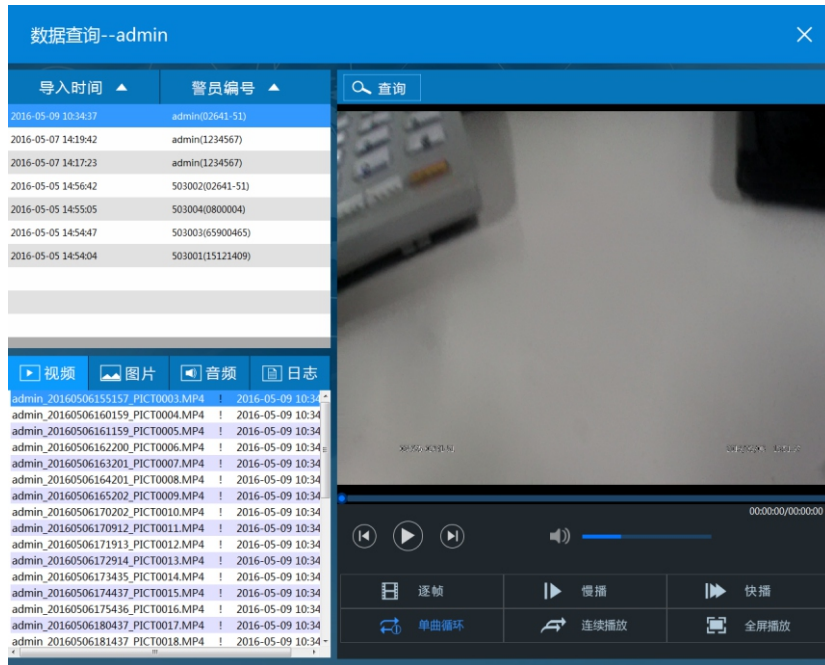 数据查询--admin
导入时间 ▲ 警员编号 ▲
2016-05-09 10:34:37 admin(02641-51)
2016-05-07 14:19:42 admin(1234567)
2016-05-07 14:17:23 admin(1234567)
2016-05-05 14:56:42 503002(02641-51)
2016-05-05 14:55:05 503004(0800004)
2016-05-05 14:54:47 503003(65900465)
2016-05-05 14:54:04 503001(15121409)
视频 图片 音频 日志
admin_20160506155157_PICT0003.MP4 ! 2016-05-09 10:34
admin_20160506160159_PICT0004.MP4 ! 2016-05-09 10:34
admin_20160506161159_PICT0005.MP4 ! 2016-05-09 10:34
admin_20160506162200_PICT0006.MP4 ! 2016-05-09 10:34
admin_20160506163201_PICT0007.MP4 ! 2016-05-09 10:34
admin_20160506164201_PICT0008.MP4 ! 2016-05-09 10:34
admin_20160506165202_PICT0009.MP4 ! 2016-05-09 10:34
admin_20160506170202_PICT0010.MP4 ! 2016-05-09 10:34
admin_20160506170912_PICT0011.MP4 ! 2016-05-09 10:34
admin_20160506171913_PICT0012.MP4 ! 2016-05-09 10:34
admin_20160506172914_PICT0013.MP4 ! 2016-05-09 10:34
admin_20160506173435_PICT0014.MP4 ! 2016-05-09 10:34
admin_20160506174437_PICT0015.MP4 ! 2016-05-09 10:34
admin_20160506175436_PICT0016.MP4 ! 2016-05-09 10:34
admin_20160506180437_PICT0017.MP4 ! 2016-05-09 10:34
admin_20160506181437_PICT0018.MP4 ! 2016-05-09 10:34
查询
00:00:00/00:00:00
逐帧 慢播 快播
单曲循环 连续播放 全屏播放